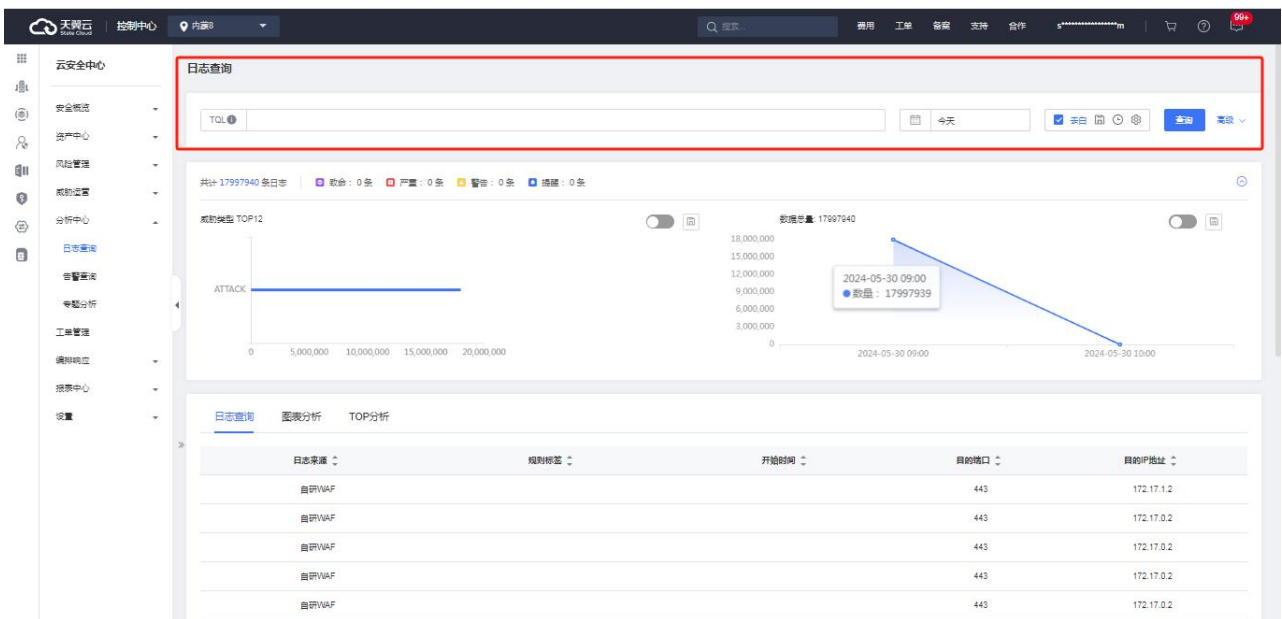 天翼云 控制中心 内蒙8 搜索... 费用 工单 备案 支持 合作 s******************m 99+
State Cloud
云安全中心
安全概览
资产中心
风险管理
威胁运营
分析中心
日志查询
告警查询
专题分析
工单管理
编排响应
报表中心
设置
日志查询
TQL 今天 去白 查询 高级
共计 17997940 条日志 致命：0条 严重：0条 警告：0条 提醒：0条
威胁类型 TOP12
ATTACK
0 5,000,000 10,000,000 15,000,000 20,000,000
数据总量: 17997940
18,000,000
15,000,000
12,000,000
9,000,000
6,000,000
3,000,000
0
2024-05-30 09:00
数量： 17997939
2024-05-30 09:00 2024-05-30 10:00
日志查询 图表分析 TOP分析
日志来源 规则标签 开始时间 目的端口 目的IP地址
自研WAF 443 172.17.1.2
自研WAF 443 172.17.0.2
自研WAF 443 172.17.0.2
自研WAF 443 172.17.0.2
自研WAF 443 172.17.0.2